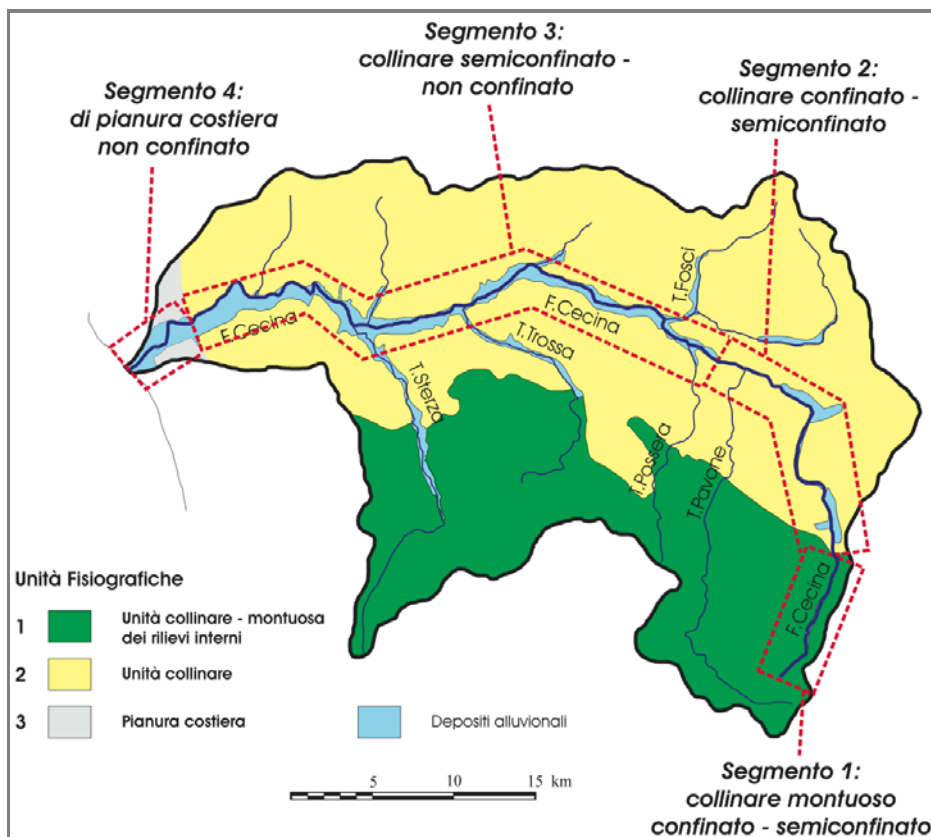 Segmento 3:
collinare semiconfinato -
non confinato
Segmento 2:
collinare confinato -
semiconfinato
Segmento 4:
di pianura costiera
non confinato
T.Fosci
F.Cecina
F.Cecina
T.Trossa
T.Sterza
T.Possera
T.Pavone
F.Cecina
Unità Fisiografiche
1 Unità collinare - montuosa
dei rilievi interni
2 Unità collinare
3 Pianura costiera
Depositi alluvionali
5 10 15 km
Segmento 1:
collinare montuoso
confinato - semiconfinato